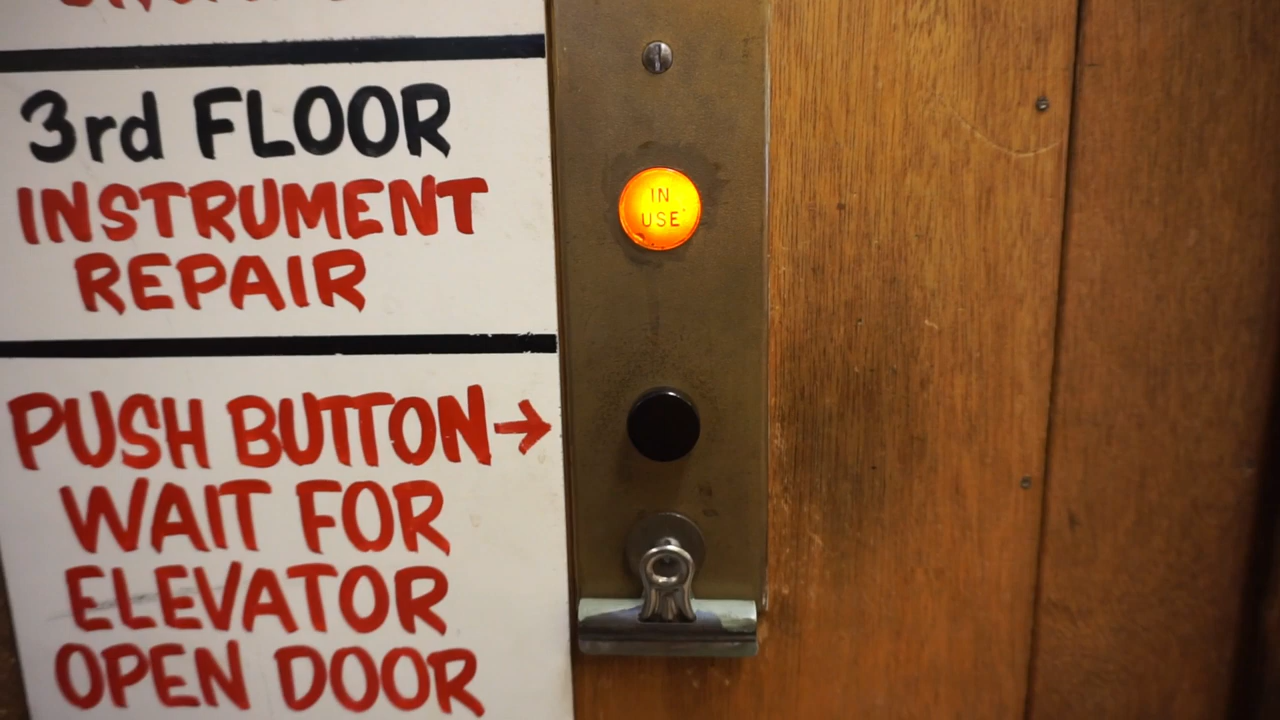 3rd FLOOR
INSTRUMENT
REPAIR
PUSH BUTTON→
WAIT FOR
ELEVATOR
OPEN DOOR
IN
USE